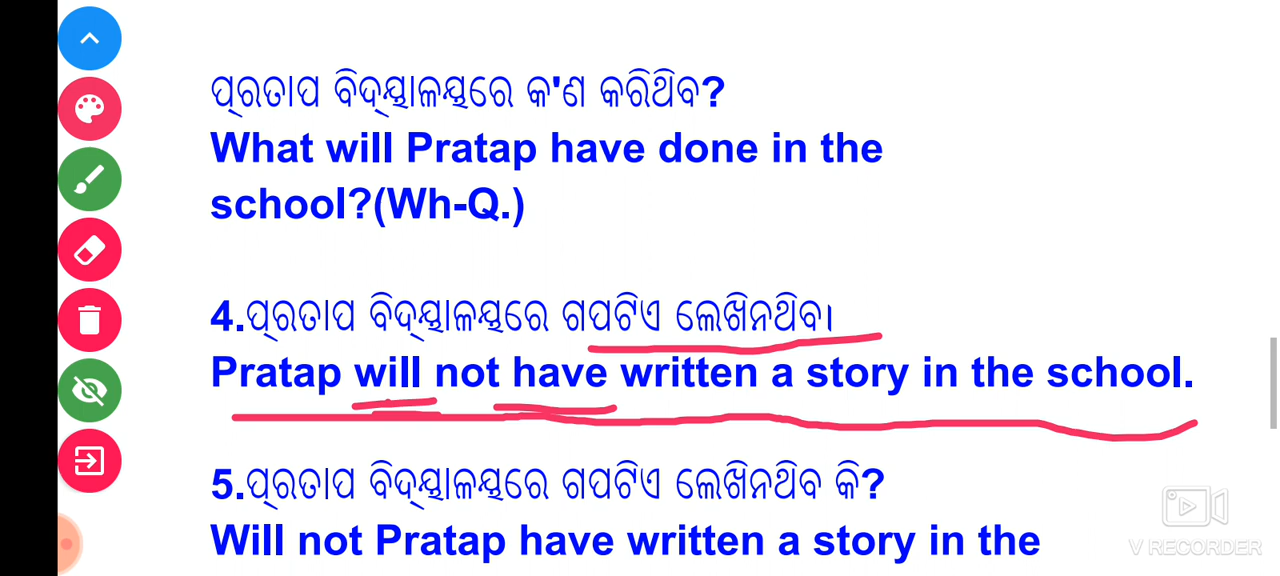 ପ୍ରତାପ ବିଦ୍ୟାଳୟରେ କ'ଣ କରିଥିବ?
What will Pratap have done in the
school?(Wh-Q.)
4.ପ୍ରତାପ ବିଦ୍ୟାଳୟରେ ଗପଟିଏ ଲେଖିନଥିବ।
Pratap will not have written a story in the school.
5.ପ୍ରତାପ ବିଦ୍ୟାଳୟରେ ଗପଟିଏ ଲେଖିନଥିବ କି?
Will not Pratap have written a story in the
V RECORDER